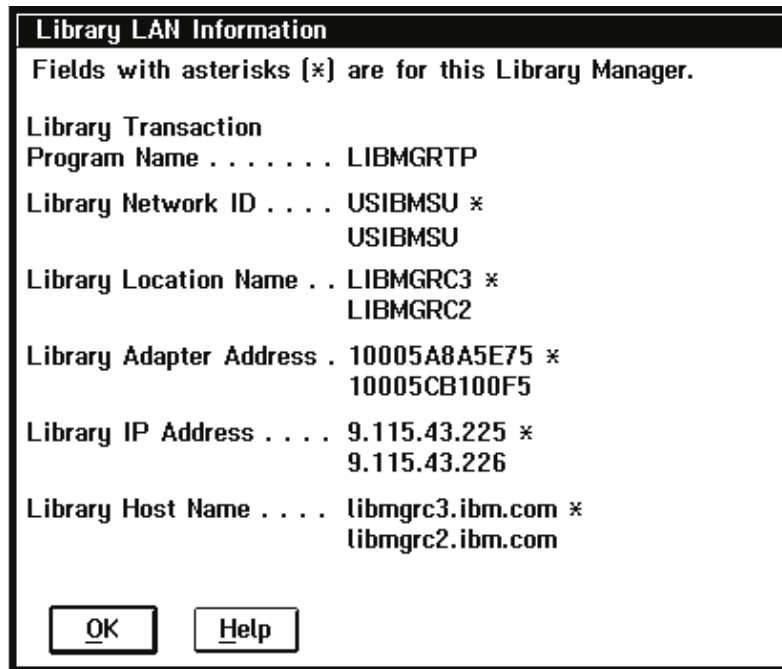 Library LAN Information
Fields with asterisks (*) are for this Library Manager.
Library Transaction
Program Name . . . . . . . LIBMGRTP
Library Network ID . . . . USIBMSU *
USIBMSU
Library Location Name . . LIBMGRC3 *
LIBMGRC2
Library Adapter Address . 10005A8A5E75 *
10005CB100F5
Library IP Address . . . . 9.115.43.225 *
9.115.43.226
Library Host Name . . . . libmgrc3.ibm.com *
libmgrc2.ibm.com
OK Help